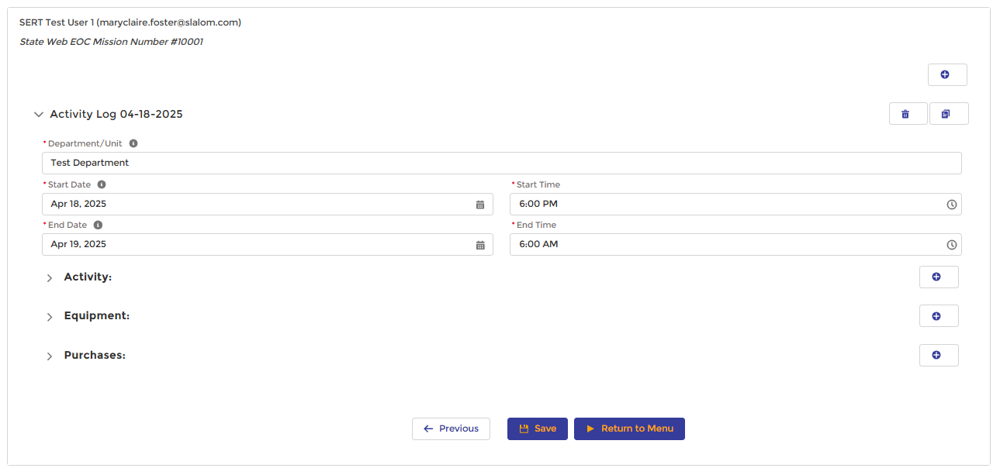 SERT Test User 1 (maryclaire.foster@slalom.com)
State Web EOC Mission Number #10001
Activity Log 04-18-2025
*Department/Unit
Test Department
*Start Date
*Start Time
Apr 18, 2025
6:00 PM
*End Date
*End Time
Apr 19, 2025
6:00 AM
Activity:
Equipment:
Purchases:
Previous
Save
Return to Menu